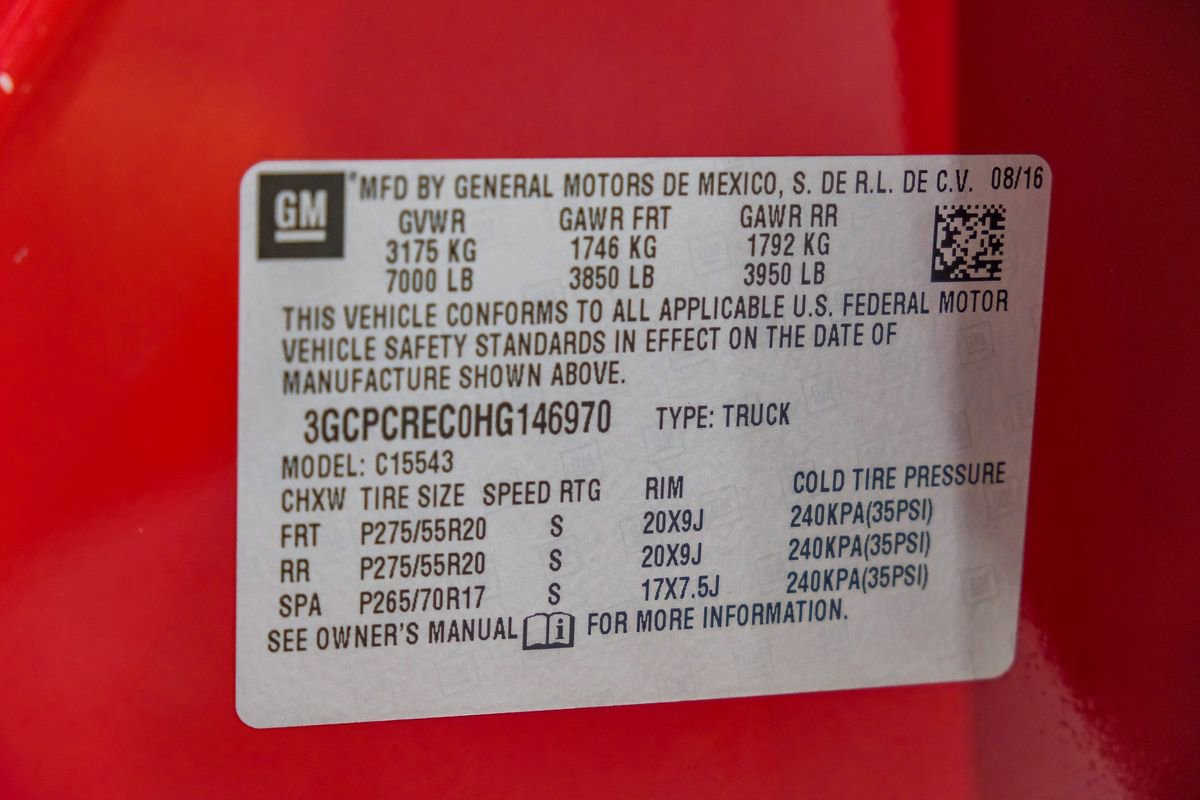 GM MFD BY GENERAL MOTORS DE MEXICO, S. DE R.L. DE C.V. 08/16
GVWR GAWR FRT GAWR RR
3175 KG 1746 KG 1792 KG
7000 LB 3850 LB 3950 LB
THIS VEHICLE CONFORMS TO ALL APPLICABLE U.S. FEDERAL MOTOR
VEHICLE SAFETY STANDARDS IN EFFECT ON THE DATE OF
MANUFACTURE SHOWN ABOVE.
3GCPCREC0HG146970 TYPE: TRUCK
MODEL: C15543
CHXW TIRE SIZE SPEED RTG RIM COLD TIRE PRESSURE
FRT P275/55R20 S 20X9J 240KPA(35PSI)
RR P275/55R20 S 20X9J 240KPA(35PSI)
SPA P265/70R17 S 17X7.5J 240KPA(35PSI)
SEE OWNER'S MANUAL i FOR MORE INFORMATION.